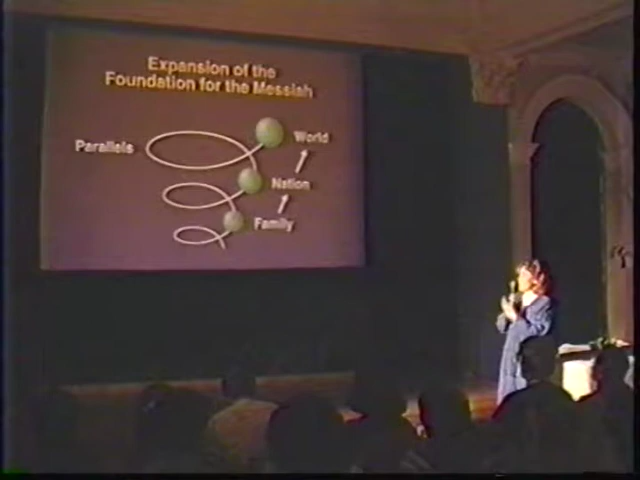 Expansion of the
Foundation for the Messiah
Parallels
World
Nation
Family